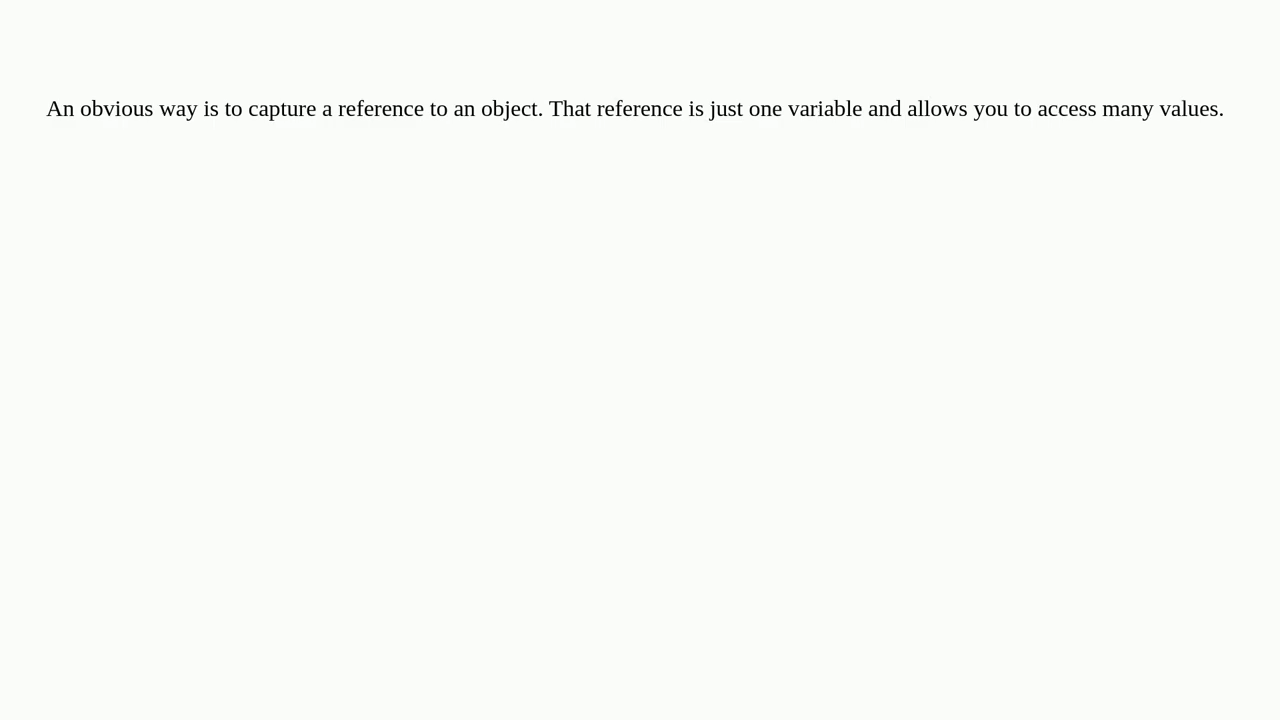 An obvious way is to capture a reference to an object. That reference is just one variable and allows you to access many values.